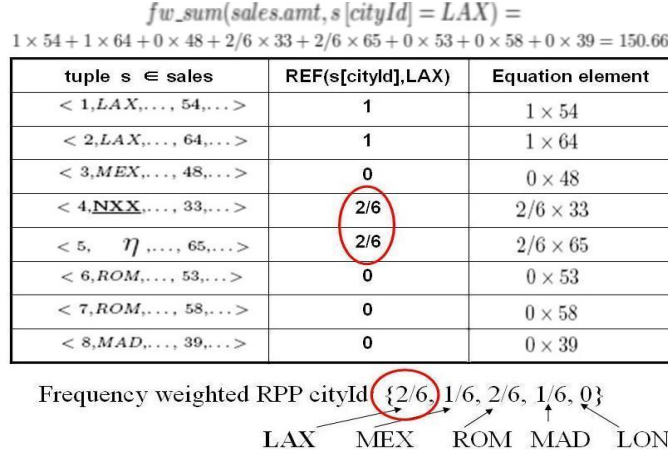 fw_sum(sales.amt, s[cityId] = LAX) =
1 × 54 + 1 × 64 + 0 × 48 + 2/6 × 33 + 2/6 × 65 + 0 × 53 + 0 × 58 + 0 × 39 = 150.66
tuple s ∈ sales REF(s[cityId],LAX) Equation element
< 1,LAX,..., 54,...> 1 1 × 54
< 2,LAX,..., 64,...> 1 1 × 64
< 3,MEX,..., 48,...> 0 0 × 48
< 4,NXX,..., 33,...> 2/6 2/6 × 33
< 5, η ,..., 65,...> 2/6 2/6 × 65
< 6,ROM,..., 53,...> 0 0 × 53
< 7,ROM,..., 58,...> 0 0 × 58
< 8,MAD,..., 39,...> 0 0 × 39
Frequency weighted RPP cityId {2/6, 1/6, 2/6, 1/6, 0}
LAX MEX ROM MAD LON